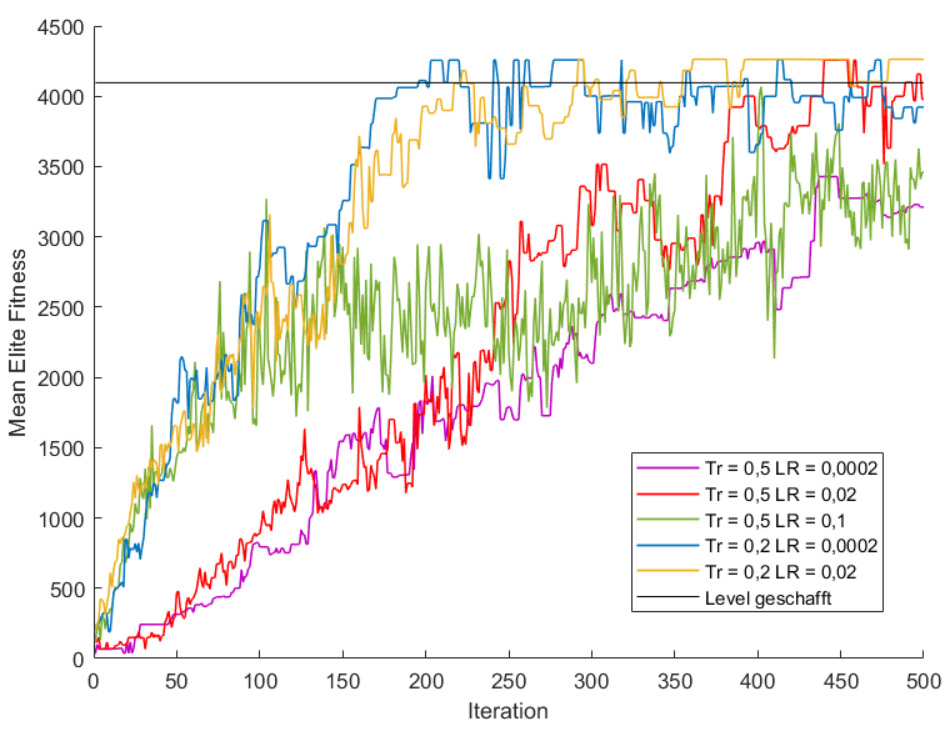 4500
4000
3500
3000
2500
2000
1500
1000
500
0
Mean Elite Fitness
Tr = 0,5 LR = 0,0002
Tr = 0,5 LR = 0,02
Tr = 0,5 LR = 0,1
Tr = 0,2 LR = 0,0002
Tr = 0,2 LR = 0,02
Level geschafft
0 50 100 150 200 250 300 350 400 450 500
Iteration